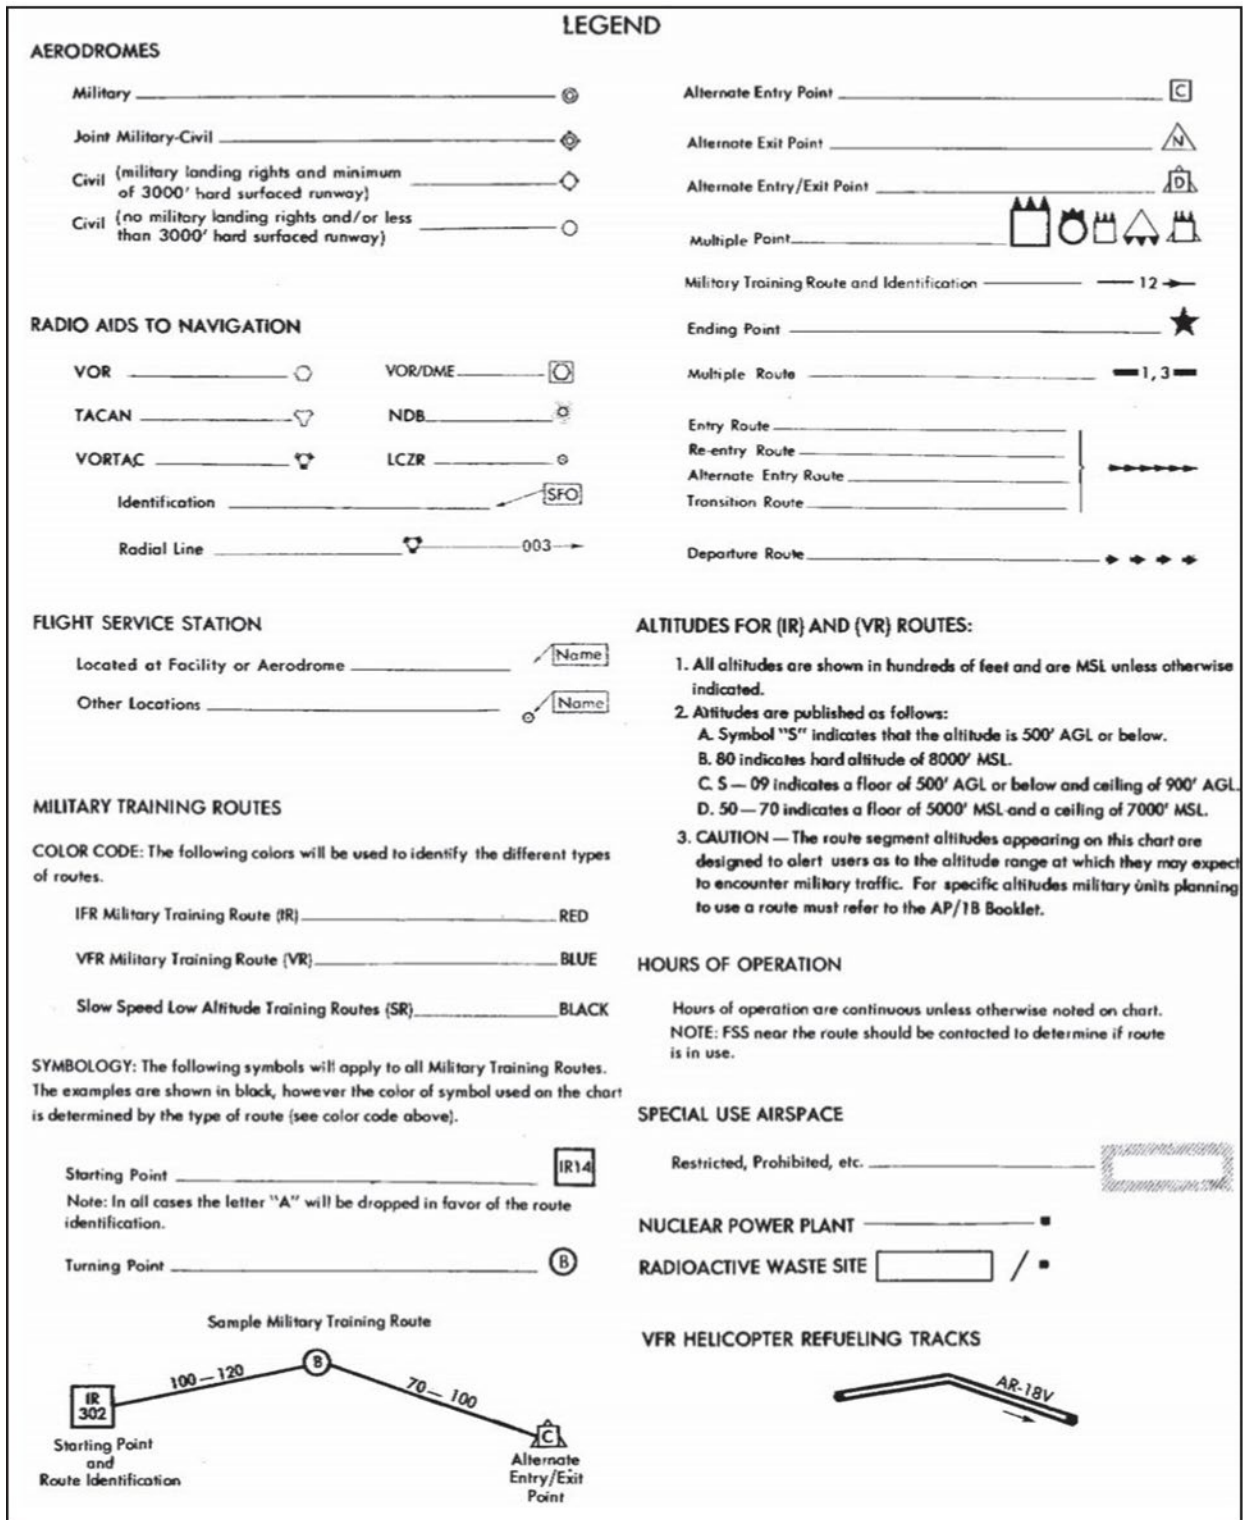 LEGEND
AERODROMES
Military
Joint Military-Civil
Civil (military landing rights and minimum
of 3000' hard surfaced runway)
Civil (no military landing rights and/or less
than 3000' hard surfaced runway)
RADIO AIDS TO NAVIGATION
VOR
VOR/DME
TACAN
NDB
VORTAC
LCZR
Identification
SFO
Radial Line
003
FLIGHT SERVICE STATION
Located at Facility or Aerodrome
Name
Other Locations
Name
MILITARY TRAINING ROUTES
COLOR CODE: The following colors will be used to identify the different types
of routes.
IFR Military Training Route (IR) RED
VFR Military Training Route (VR) BLUE
Slow Speed Low Altitude Training Routes (SR) BLACK
SYMBOLOGY: The following symbols will apply to all Military Training Routes.
The examples are shown in black, however the color of symbol used on the chart
is determined by the type of route (see color code above).
Starting Point
IR14
Note: In all cases the letter "A" will be dropped in favor of the route
identification.
Turning Point
B
Sample Military Training Route
IR
302
100—120
B
70—100
C
Starting Point
and
Route Identification
Alternate
Entry/Exit
Point
Alternate Entry Point
C
Alternate Exit Point
N
Alternate Entry/Exit Point
D
Multiple Point
Military Training Route and Identification
12
Ending Point
Multiple Route
1, 3
Entry Route
Re-entry Route
Alternate Entry Route
Transition Route
Departure Route
ALTITUDES FOR (IR) AND (VR) ROUTES:
1. All altitudes are shown in hundreds of feet and are MSL unless otherwise
indicated.
2. Altitudes are published as follows:
A. Symbol "S" indicates that the altitude is 500' AGL or below.
B. 80 indicates hard altitude of 8000' MSL.
C. S — 09 indicates a floor of 500' AGL or below and ceiling of 900' AGL.
D. 50 — 70 indicates a floor of 5000' MSL and a ceiling of 7000' MSL.
3. CAUTION — The route segment altitudes appearing on this chart are
designed to alert users as to the altitude range at which they may expect
to encounter military traffic. For specific altitudes military units planning
to use a route must refer to the AP/1B Booklet.
HOURS OF OPERATION
Hours of operation are continuous unless otherwise noted on chart.
NOTE: FSS near the route should be contacted to determine if route
is in use.
SPECIAL USE AIRSPACE
Restricted, Prohibited, etc.
NUCLEAR POWER PLANT
RADIOACTIVE WASTE SITE /
VFR HELICOPTER REFUELING TRACKS
AR-18V